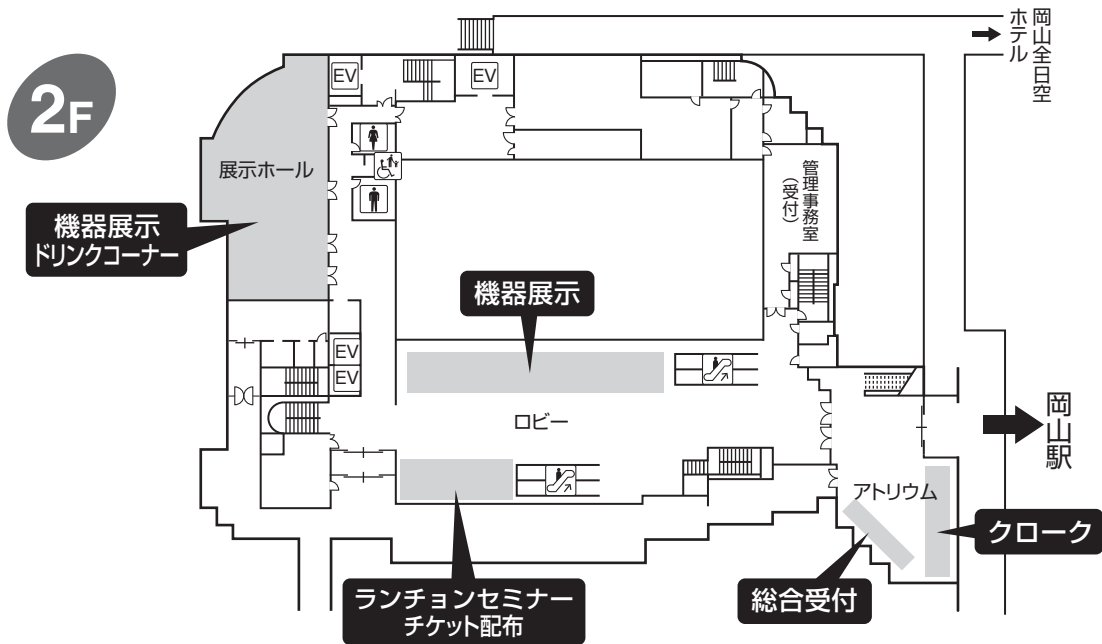 2F
岡山全日空
ホテル
EV
EV
展示ホール
管理事務室
(受付)
機器展示
ドリンクコーナー
機器展示
EV
EV
ロビー
岡山駅
アトリウム
クローク
ランチョンセミナー
チケット配布
総合受付